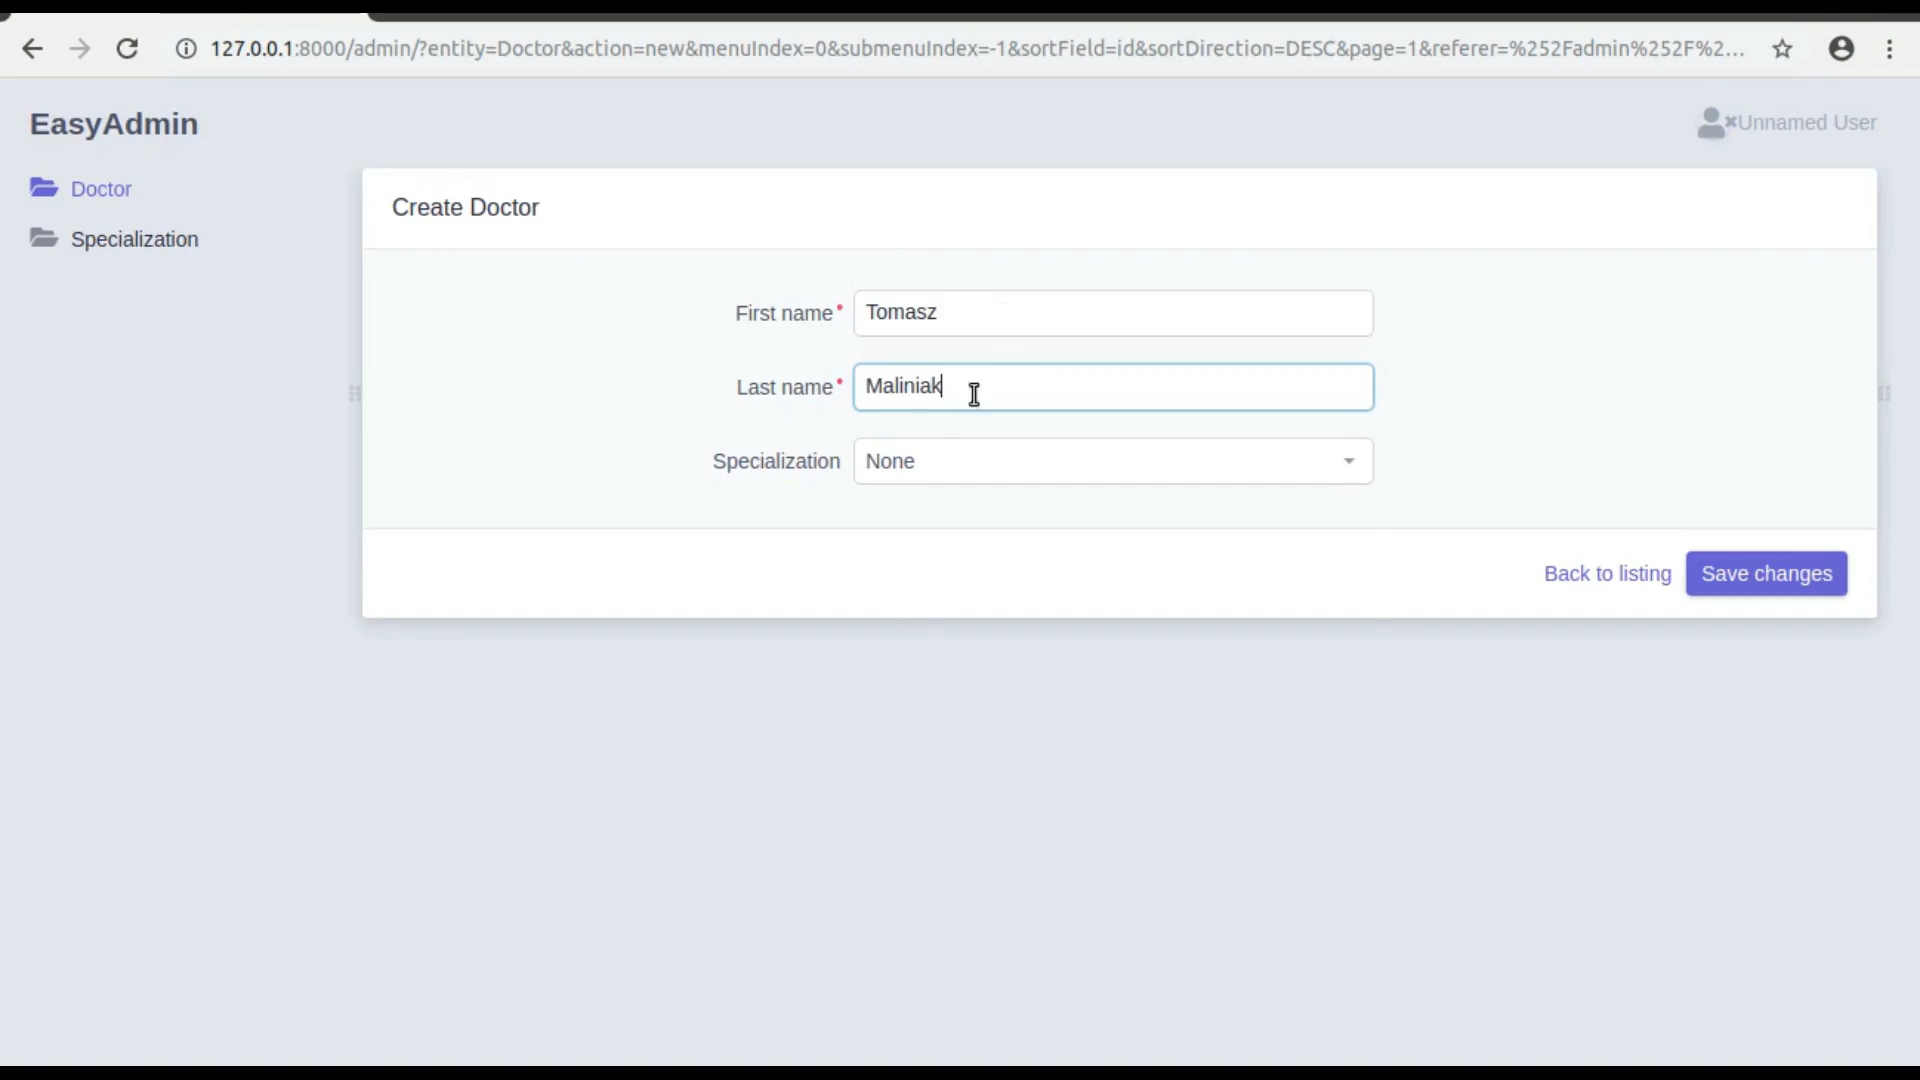 127.0.0.1:8000/admin/?entity=Doctor&action=new&menuIndex=0&submenuIndex=-1&sortField=id&sortDirection=DESC&page=1&referer=%252Fadmin%252F%2...
EasyAdmin
Unnamed User
Doctor
Specialization
Create Doctor
First name* Tomasz
Last name* Maliniak
Specialization None
Back to listing Save changes